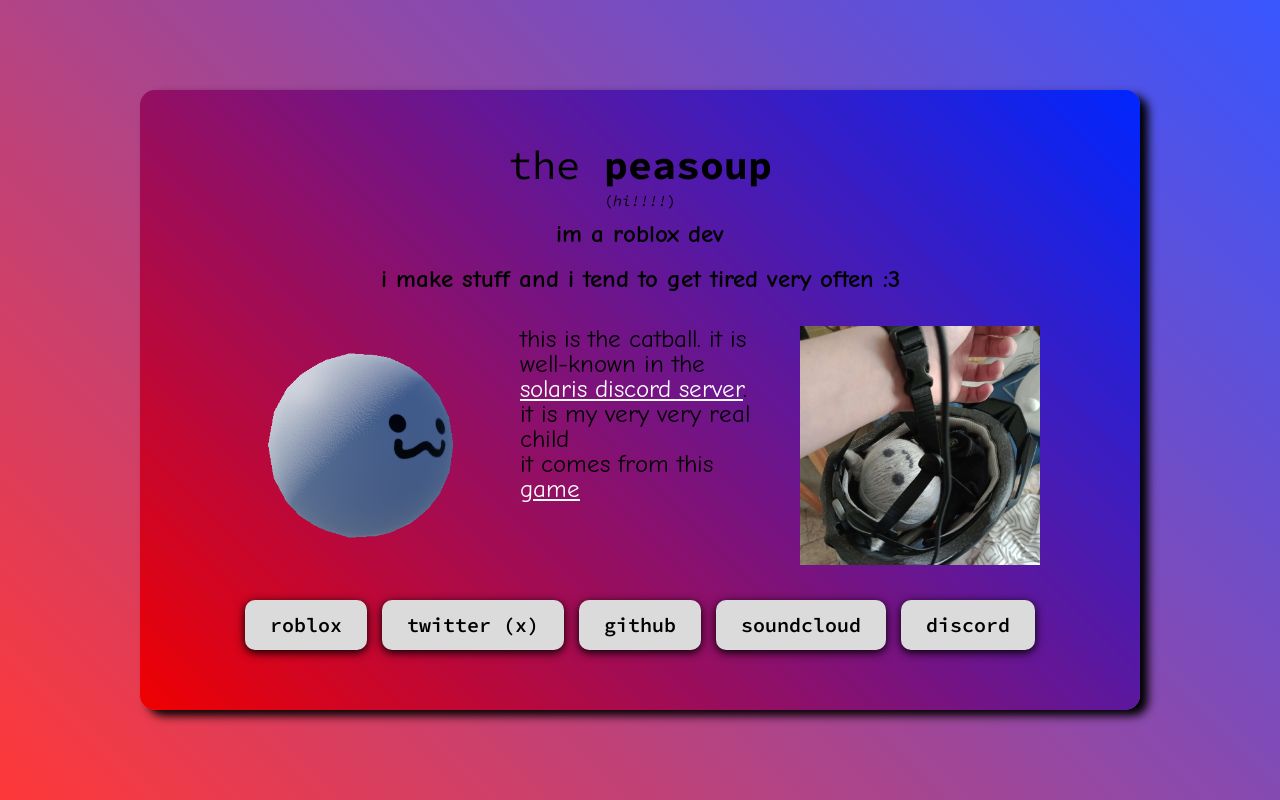 the peasoup
(hi!!!!)
im a roblox dev
i make stuff and i tend to get tired very often :3
this is the catball. it is
well-known in the
solaris discord server.
it is my very very real
child
it comes from this
game
roblox
twitter (x)
github
soundcloud
discord